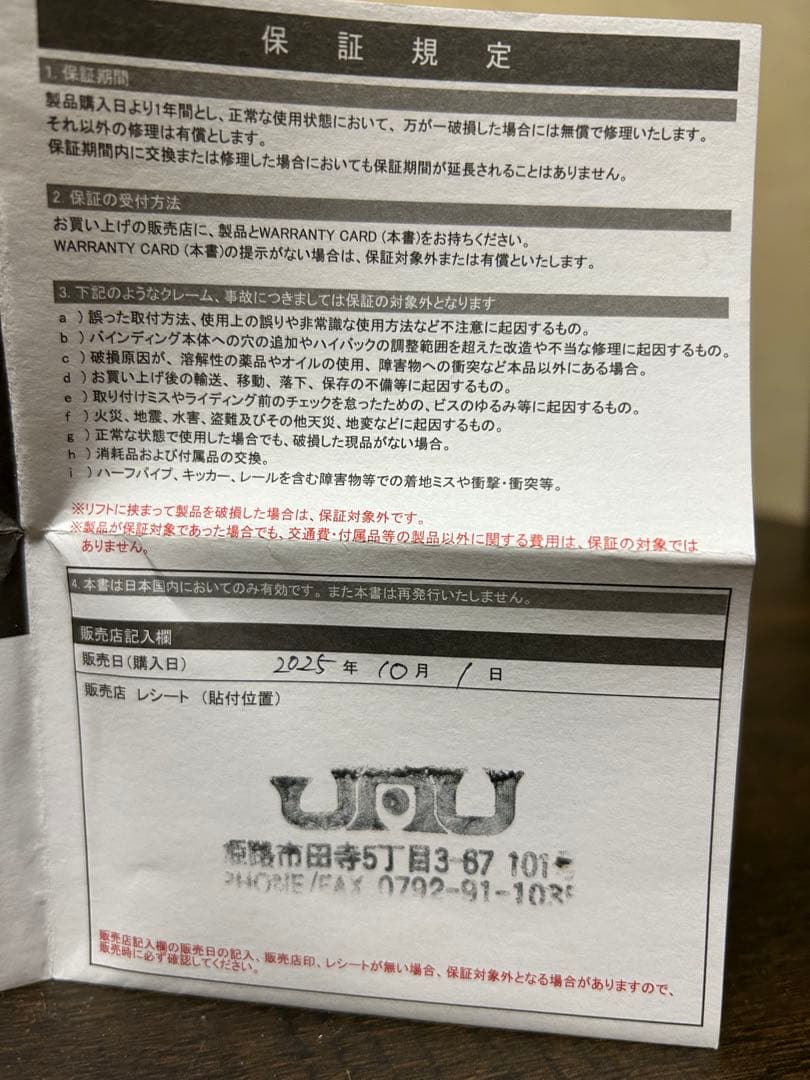 保証規定
1. 保証期間
製品購入日より1年間とし、正常な使用状態において、万が一破損した場合には無償で修理いたします。
それ以外の修理は有償とします。
保証期間内に交換または修理した場合においても保証期間が延長されることはありません。
2. 保証の受付方法
お買い上げの販売店に、製品とWARRANTY CARD (本書)をお持ちください。
WARRANTY CARD (本書)の提示がない場合は、保証対象外または有償といたします。
3. 下記のようなクレーム、事故につきましては保証の対象外となります
a ) 誤った取付方法、使用上の誤りや非常識な使用方法など不注意に起因するもの。
b ) バインディング本体への穴の追加やハイバックの調整範囲を超えた改造や不当な修理に起因するもの。
c ) 破損原因が、溶解性の薬品やオイルの使用、障害物への衝突など本品以外にある場合。
d ) お買い上げ後の輸送、移動、落下、保存の不備等に起因するもの。
e ) 取り付けミスやライディング前のチェックを怠ったための、ビスのゆるみ等に起因するもの。
f ) 火災、地震、水害、盗難及びその他天災、地変などに起因するもの。
g ) 正常な状態で使用した場合でも、破損した現品がない場合。
h ) 消耗品および付属品の交換。
i ) ハーフパイプ、キッカー、レールを含む障害物等での着地ミスや衝撃・衝突等。
※リフトに挟まって製品を破損した場合は、保証対象外です。
※製品が保証対象であった場合でも、交通費・付属品等の製品以外に関する費用は、保証の対象では
ありません。
4. 本書は日本国内においてのみ有効です。また本書は再発行いたしません。
販売店記入欄
販売日(購入日) 2025 年 10 月 1 日
販売店 レシート (貼付位置)
姫路市田寺5丁目3-67 101号
PHONE/FAX 0792-91-1035
販売店記入欄の販売日の記入、販売店印、レシートが無い場合、保証対象外となる場合がありますので、
販売時に必ず確認してください。